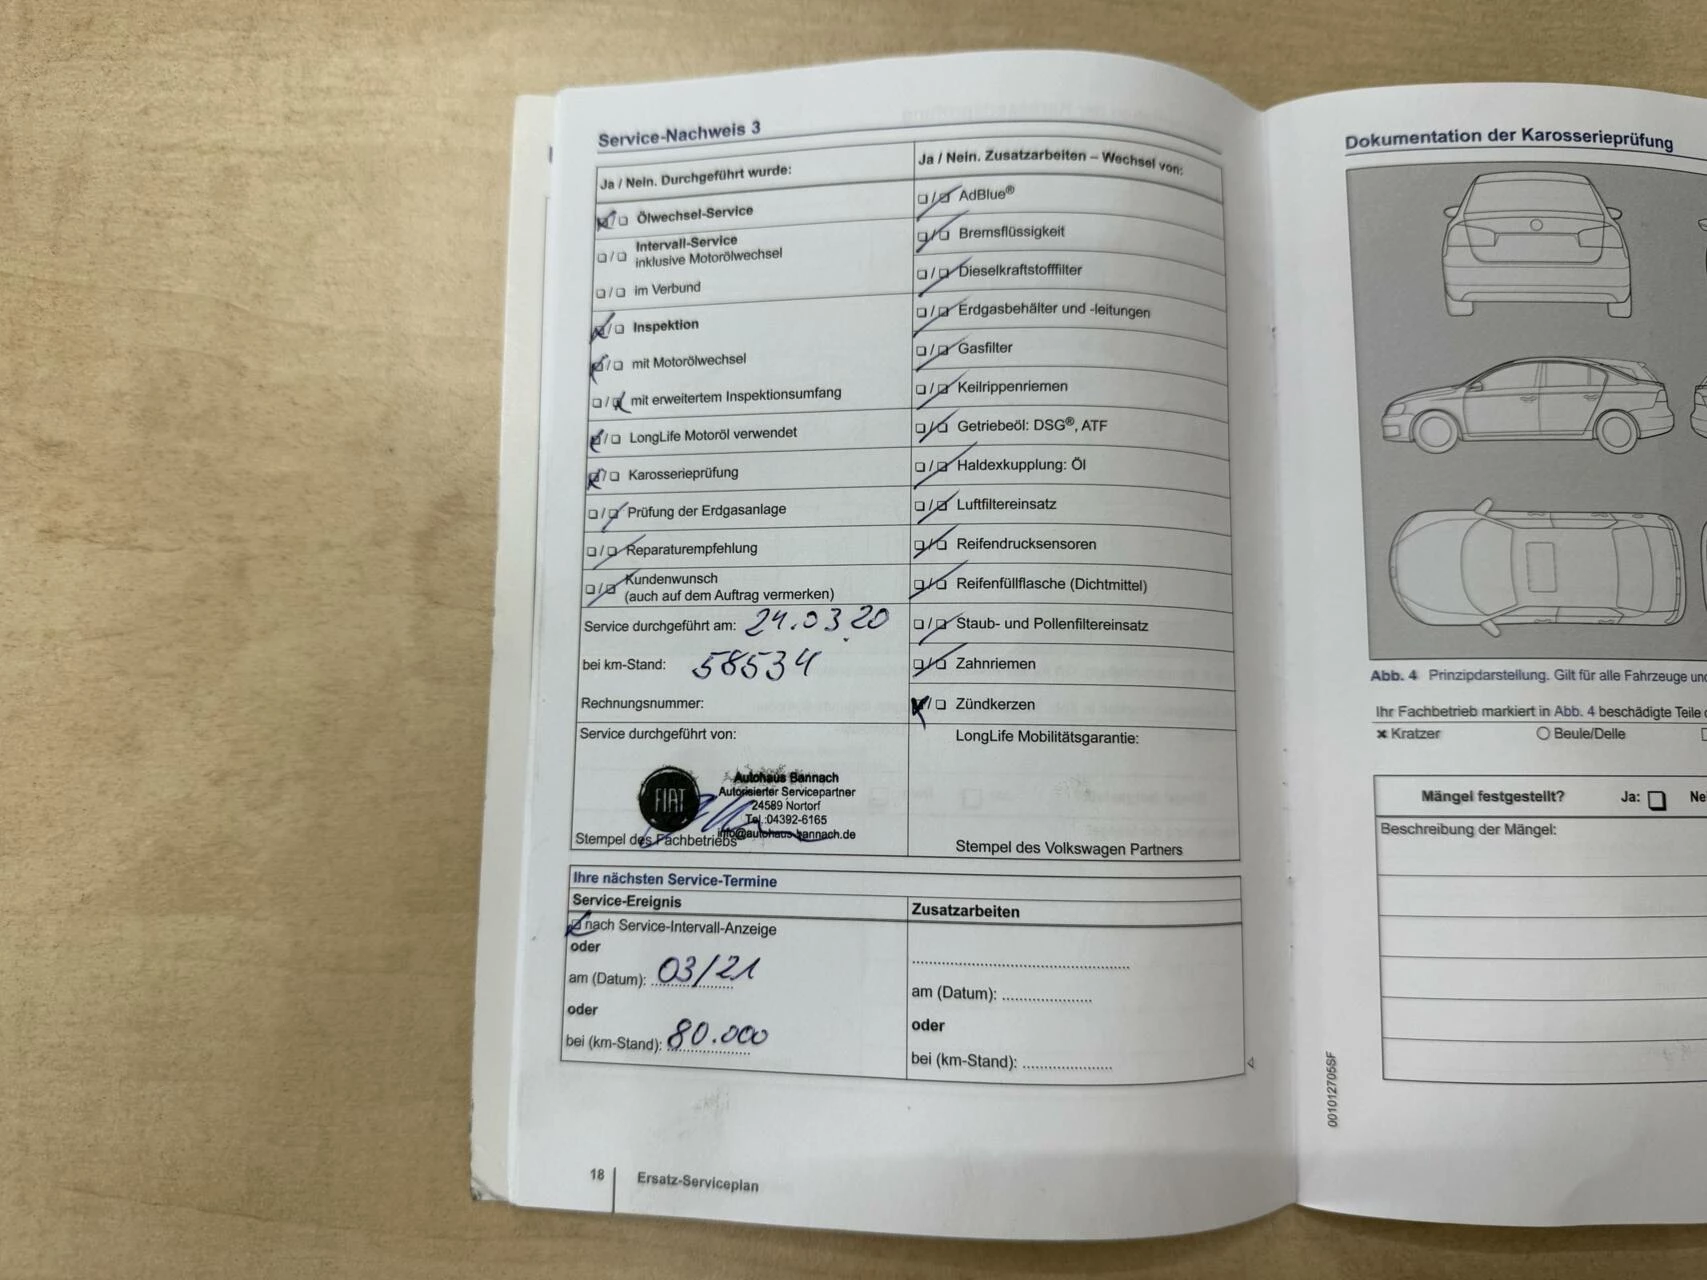 Service-Nachweis 3
Ja / Nein. Durchgeführt wurde:
Ölwechsel-Service
Intervall-Service
inklusive Motorölwechsel
im Verbund
Inspektion
mit Motorölwechsel
mit erweitertem Inspektionsumfang
LongLife Motoröl verwendet
Karosserieprüfung
Prüfung der Erdgasanlage
Reparaturempfehlung
Kundenwunsch
(auch auf dem Auftrag vermerken)
Service durchgeführt am: 24.03.20
bei km-Stand: 58534
Rechnungsnummer:
Service durchgeführt von:
FIAT
Autohaus Bannach
Autorisierter Servicepartner
24589 Nortorf
Tel.:04392-6165
info@autohaus-bannach.de
Stempel des Fachbetriebs
Ja / Nein. Zusatzarbeiten – Wechsel von:
AdBlue®
Bremsflüssigkeit
Dieselkraftstofffilter
Erdgasbehälter und -leitungen
Gasfilter
Keilrippenriemen
Getriebeöl: DSG®, ATF
Haldexkupplung: Öl
Luftfiltereinsatz
Reifendrucksensoren
Reifenfüllflasche (Dichtmittel)
Staub- und Pollenfiltereinsatz
Zahnriemen
Zündkerzen
LongLife Mobilitätsgarantie:
Stempel des Volkswagen Partners
Ihre nächsten Service-Termine
Service-Ereignis
nach Service-Intervall-Anzeige
oder
am (Datum): 03/21
oder
bei (km-Stand): 80.000
Zusatzarbeiten
am (Datum):
oder
bei (km-Stand):
18
Ersatz-Serviceplan
Dokumentation der Karosserieprüfung
Abb. 4 Prinzipdarstellung. Gilt für alle Fahrzeuge
Ihr Fachbetrieb markiert in Abb. 4 beschädigte Teile
Kratzer
Beule/Delle
Mängel festgestellt?
Ja:
Beschreibung der Mängel:
001012705SF